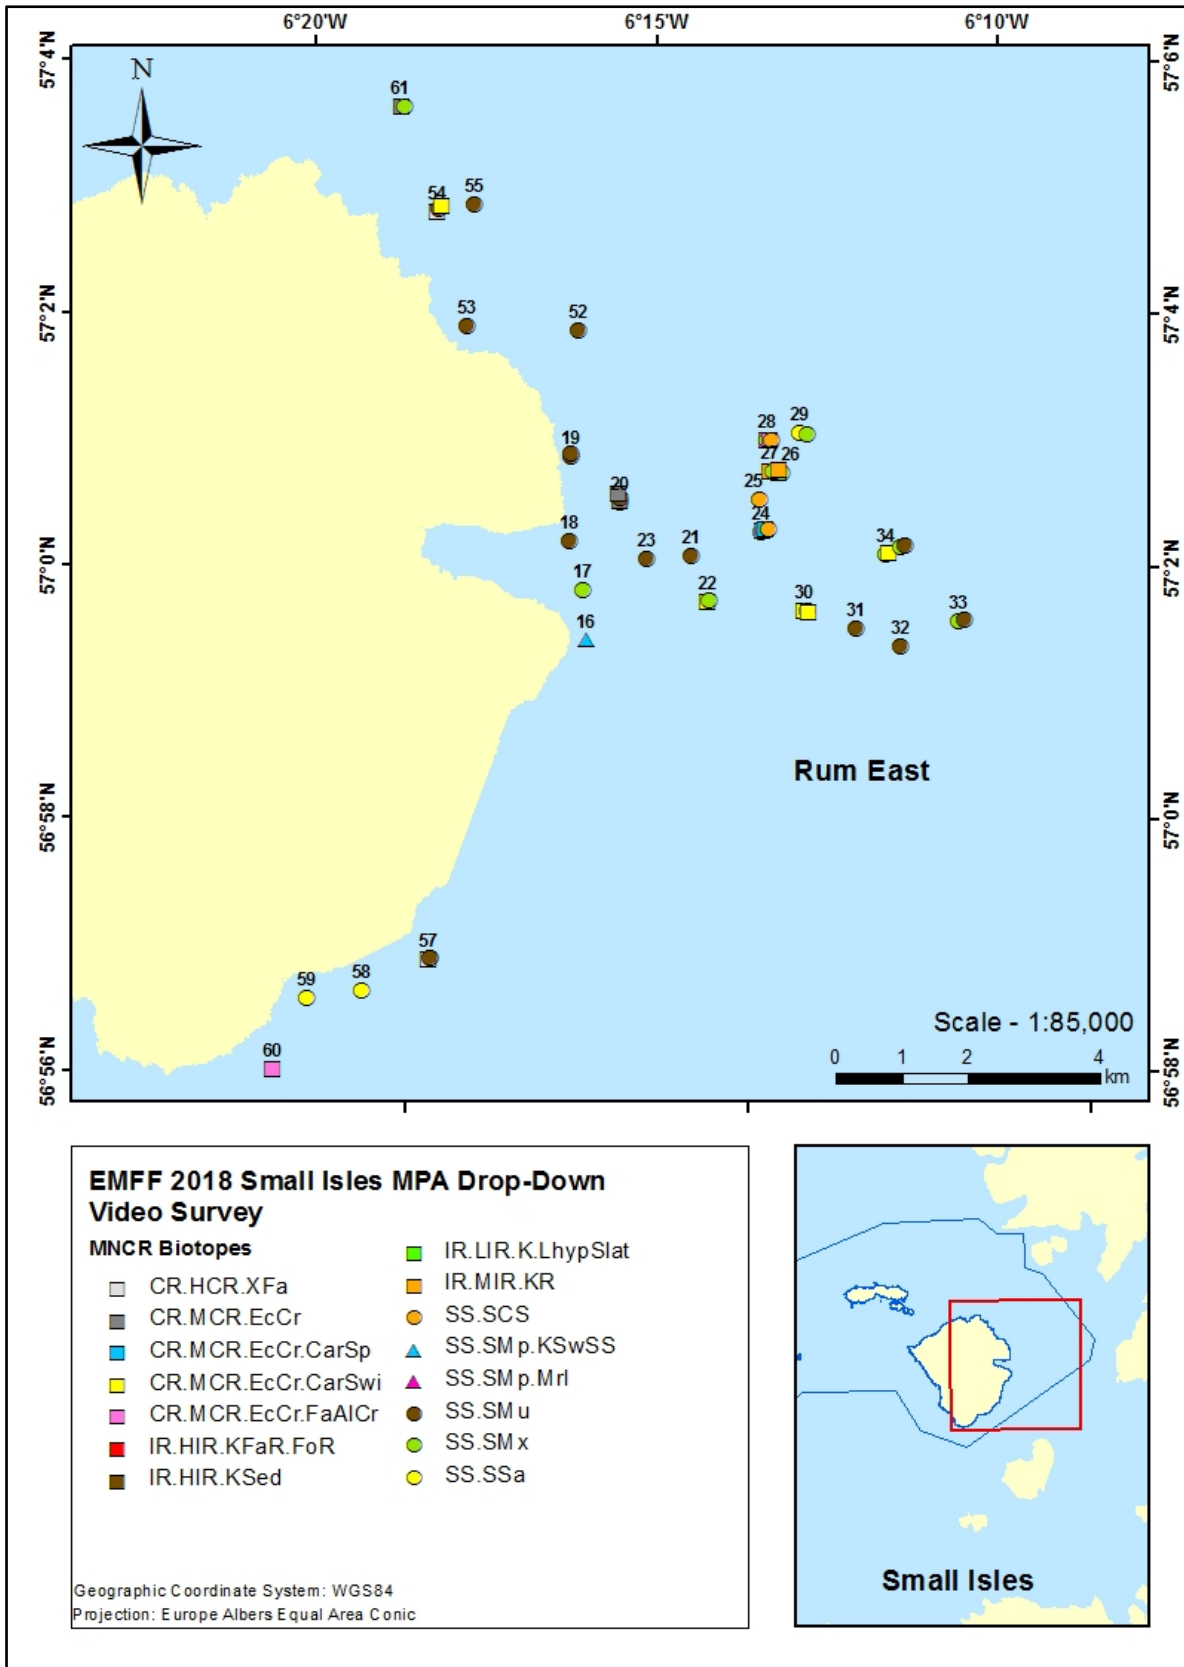 6°20'W 6°15'W 6°10'W
57°4'N 57°6'N
N
61
54 55
57°2'N 57°4'N
53 52
28 29
19 27 26
20 25
24
18 23 21 34
57°0'N 57°2'N
17 22 30 31 33
16 32
Rum East
56°58'N 57°0'N
57
59 58
Scale - 1:85,000
60
0 1 2 4
km
56°56'N 56°58'N
EMFF 2018 Small Isles MPA Drop-Down
Video Survey
MNCR Biotopes
CR.HCR.XFa
CR.MCR.EcCr
CR.MCR.EcCr.CarSp
CR.MCR.EcCr.CarSwi
CR.MCR.EcCr.FaAlCr
IR.HIR.KFaR.FoR
IR.HIR.KSed
IR.LIR.K.LhypSlat
IR.MIR.KR
SS.SCS
SS.SMp.KSwSS
SS.SMp.Mrl
SS.SMu
SS.SMx
SS.SSa
Geographic Coordinate System: WGS84
Projection: Europe Albers Equal Area Conic
Small Isles